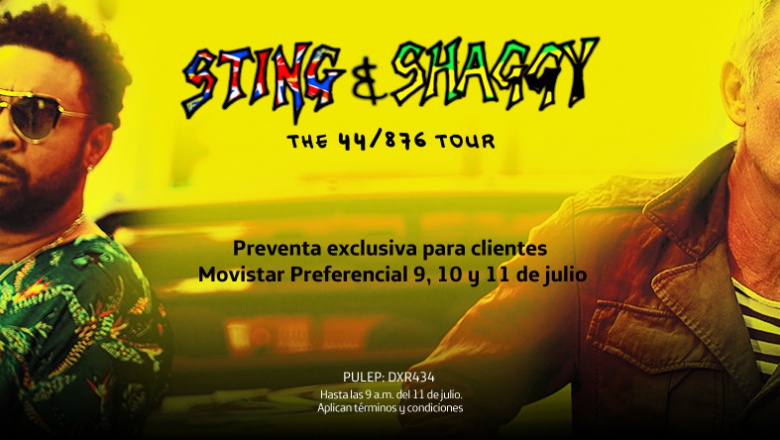 STING & SHAGGY
THE 44/876 TOUR
Preventa exclusiva para clientes
Movistar Preferencial 9, 10 y 11 de julio
PULEP: DXR434
Hasta las 9 a.m. del 11 de julio.
Aplican términos y condiciones